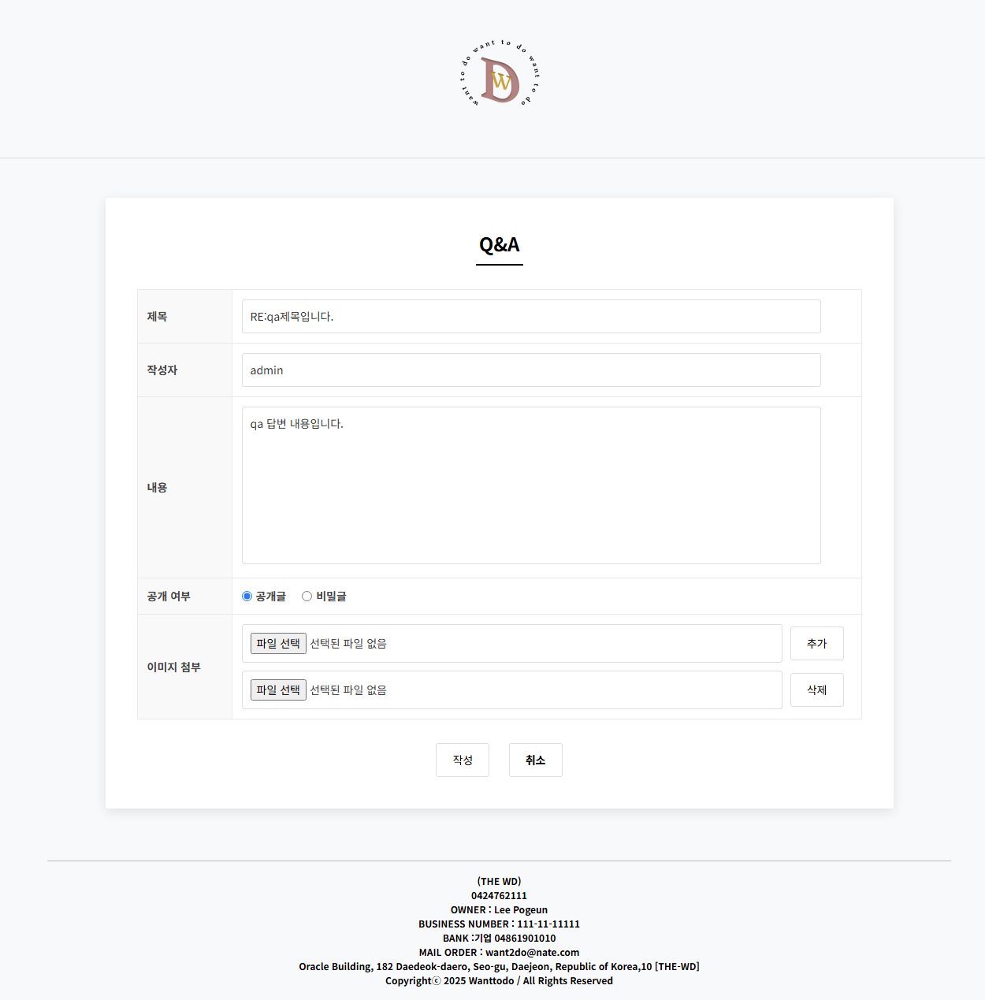 want to do want to do want to do want to do
DW
Q&A
제목
RE:qa제목입니다.
작성자
admin
내용
qa 답변 내용입니다.
공개 여부
공개글 비밀글
이미지 첨부
파일 선택 선택된 파일 없음 추가
파일 선택 선택된 파일 없음 삭제
작성 취소
(THE WD)
0424762111
OWNER : Lee Pogeun
BUSINESS NUMBER : 111-11-11111
BANK :기업 04861901010
MAIL ORDER : want2do@nate.com
Oracle Building, 182 Daedeok-daero, Seo-gu, Daejeon, Republic of Korea,10 [THE-WD]
Copyrightⓒ 2025 Wanttodo / All Rights Reserved